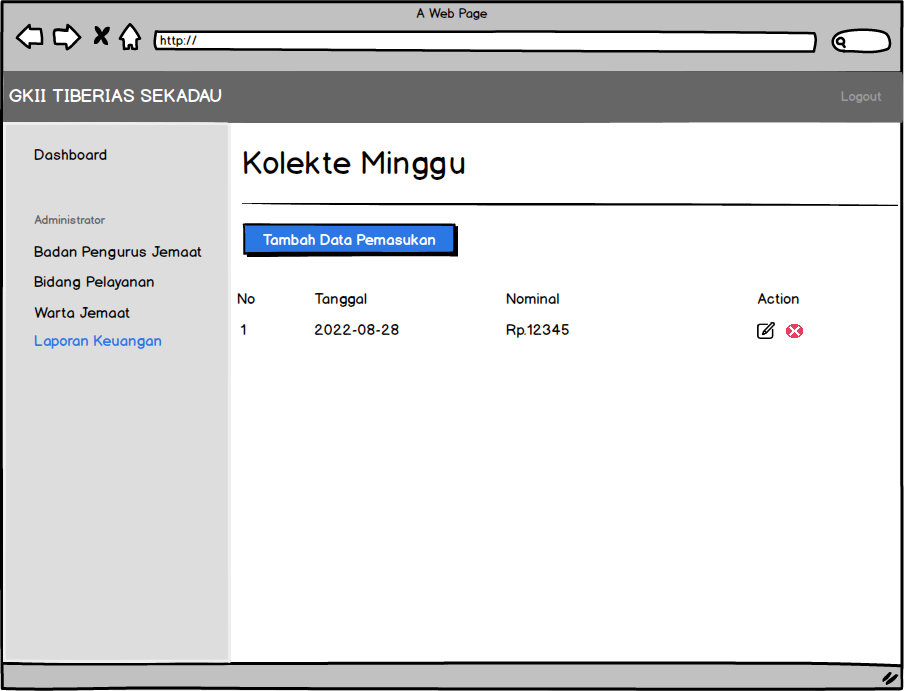 A Web Page
http://
GKII TIBERIAS SEKADAU
Logout
Dashboard
Administrator
Badan Pengurus Jemaat
Bidang Pelayanan
Warta Jemaat
Laporan Keuangan
Kolekte Minggu
Tambah Data Pemasukan
No Tanggal Nominal Action
1 2022-08-28 Rp.12345